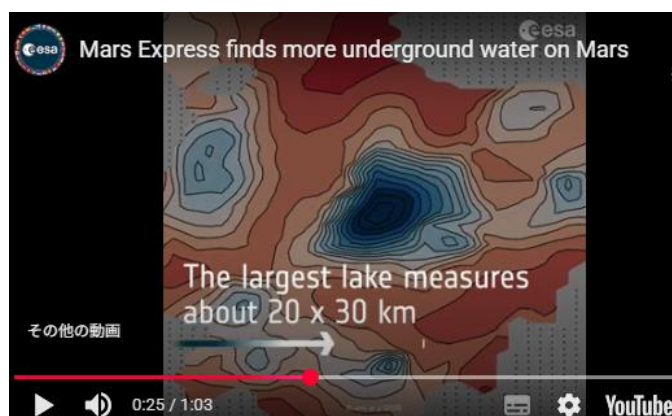 esa
Mars Express finds more underground water on Mars
esa
The largest lake measures
about 20 x 30 km
その他の動画
0:25 / 1:03
YouTube